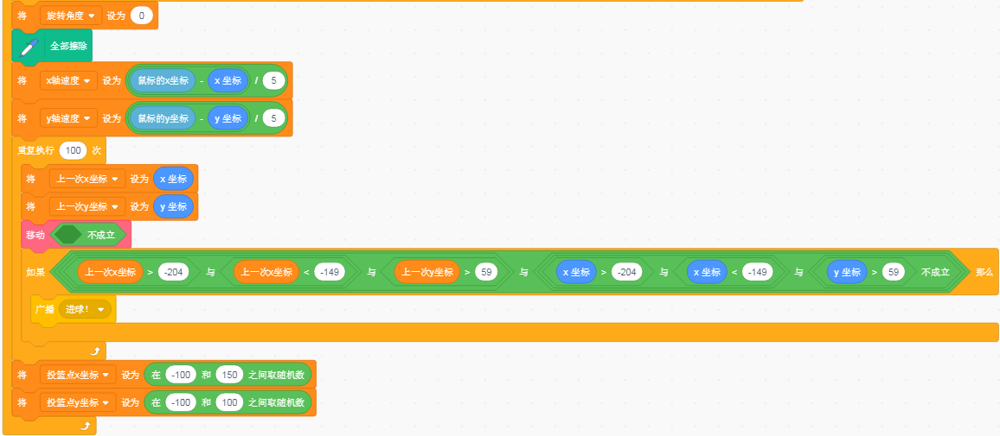 将 旋转角度 设为 0
全部擦除
将 x轴速度 设为 鼠标的x坐标 - x 坐标 / 5
将 y轴速度 设为 鼠标的y坐标 - y 坐标 / 5
重复执行 100 次
将 上一次x坐标 设为 x 坐标
将 上一次y坐标 设为 y 坐标
移动 不成立
如果 上一次x坐标 > -204 与 上一次x坐标 < -149 与 上一次y坐标 > 59 与 x 坐标 > -204 与 x 坐标 < -149 与 y 坐标 > 59 不成立 那么
广播 进球！
将 投篮点x坐标 设为 在 -100 和 150 之间取随机数
将 投篮点y坐标 设为 在 -100 和 100 之间取随机数